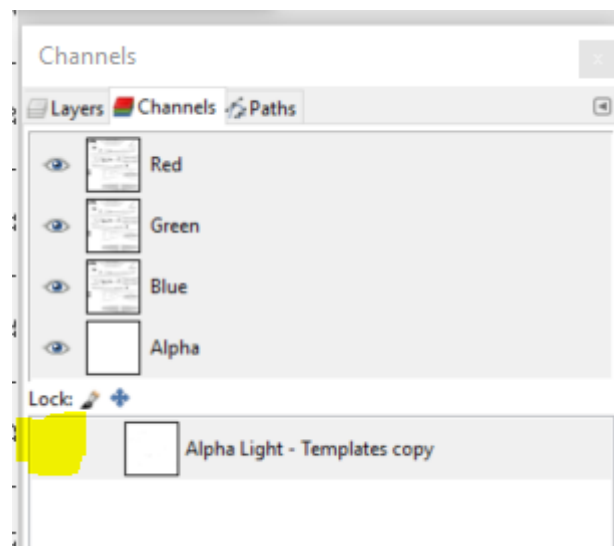 Channels
x
Layers Channels Paths
Red
Green
Blue
Alpha
Lock:
Alpha Light - Templates copy